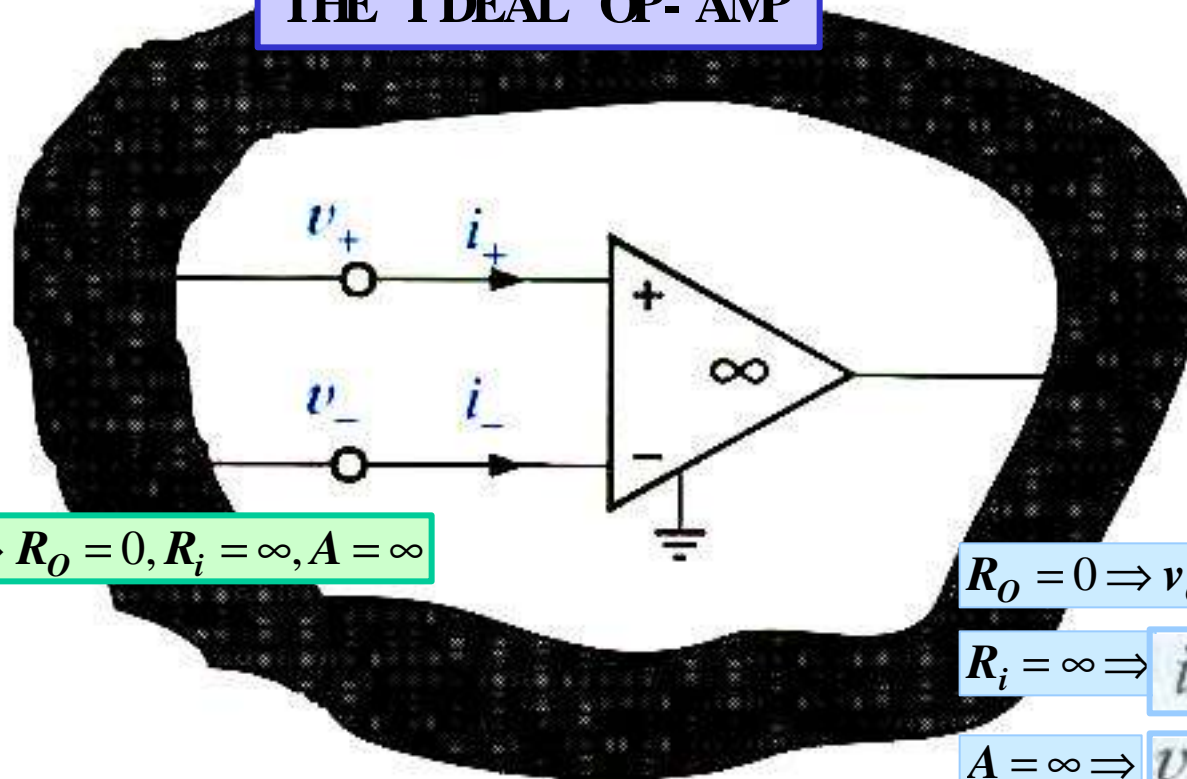 THE IDEAL OP-AMP
v+ i+
+
∞
v− i−
−
R_O = 0, R_i = ∞, A = ∞
R_O = 0 ⇒ v
R_i = ∞ ⇒ i
A = ∞ ⇒ v